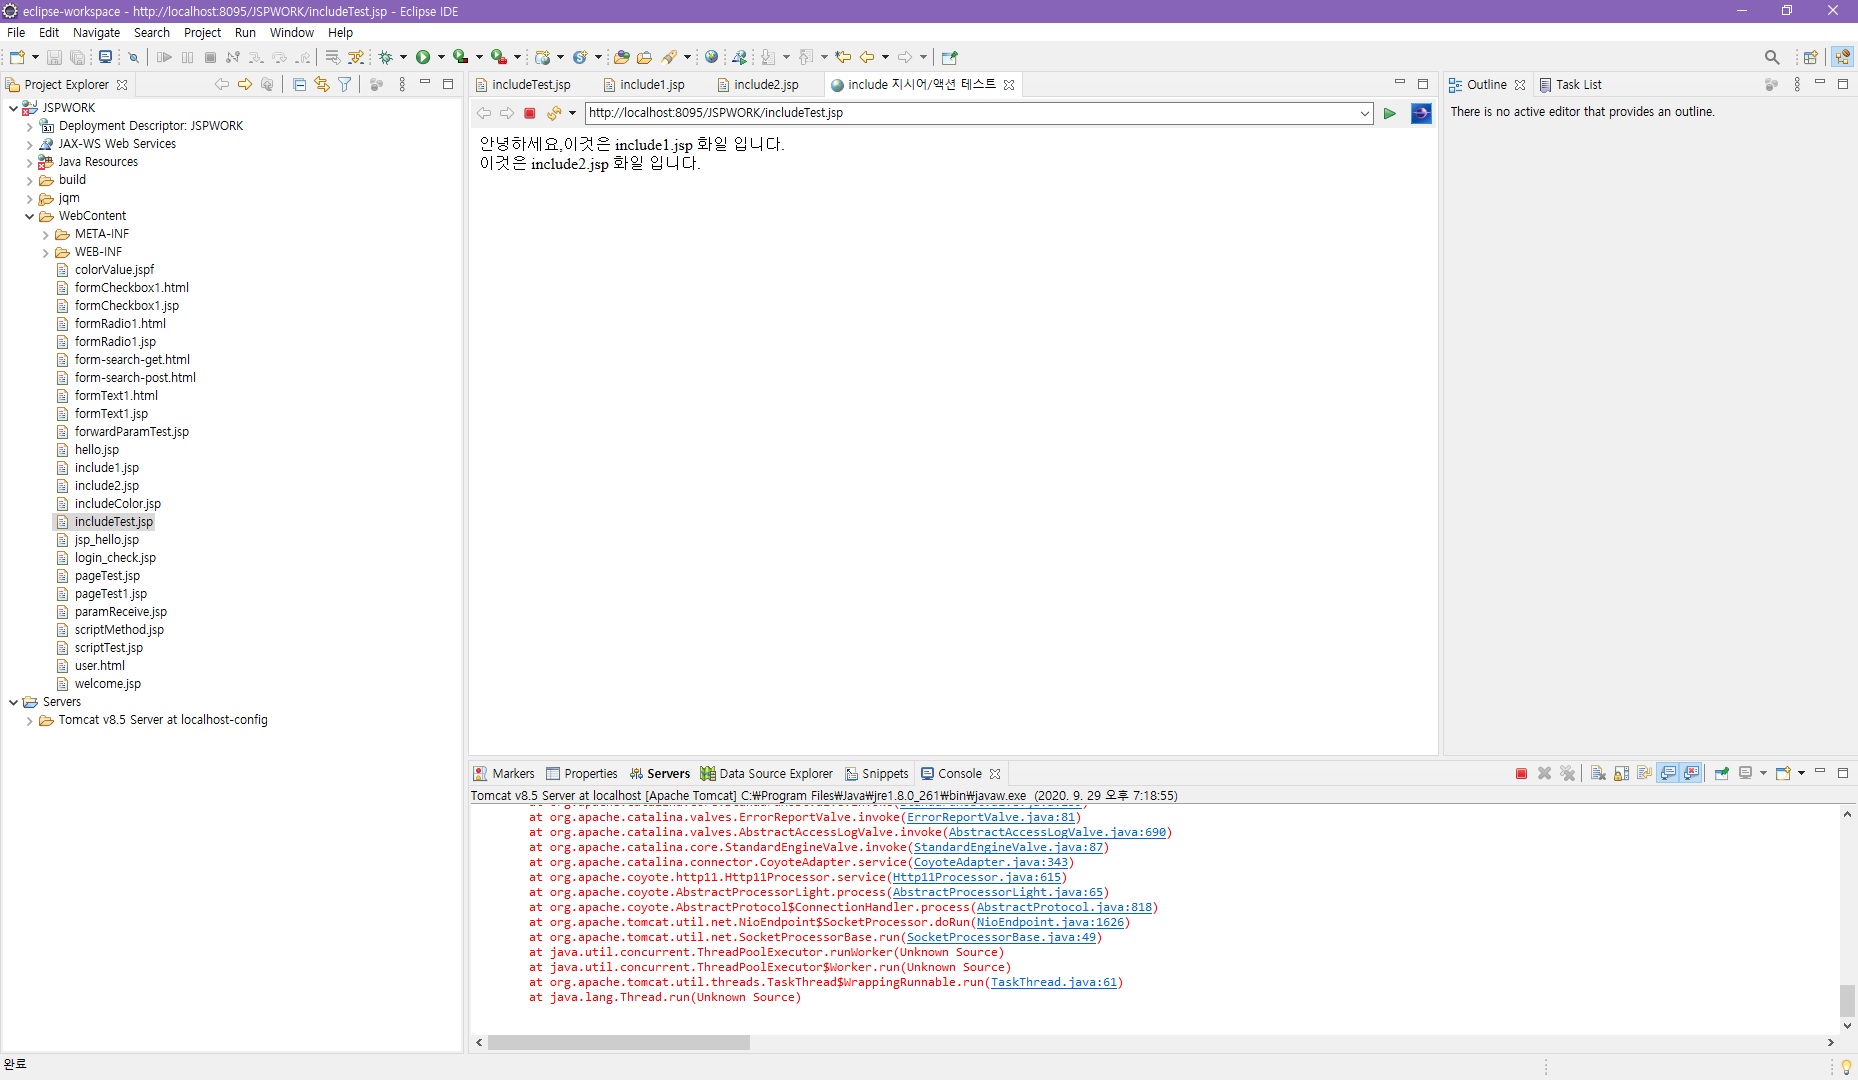 eclipse-workspace - http://localhost:8095/JSPWORK/includeTest.jsp - Eclipse IDE
File Edit Navigate Search Project Run Window Help
Project Explorer
includeTest.jsp include1.jsp include2.jsp include 지시어/액션 테스트
Outline Task List
http://localhost:8095/JSPWORK/includeTest.jsp
There is no active editor that provides an outline.
안녕하세요,이것은 include1.jsp 화일 입니다.
이것은 include2.jsp 화일 입니다.
JSPWORK
Deployment Descriptor: JSPWORK
JAX-WS Web Services
Java Resources
build
jqm
WebContent
META-INF
WEB-INF
colorValue.jspf
formCheckbox1.html
formCheckbox1.jsp
formRadio1.html
formRadio1.jsp
form-search-get.html
form-search-post.html
formText1.html
formText1.jsp
forwardParamTest.jsp
hello.jsp
include1.jsp
include2.jsp
includeColor.jsp
includeTest.jsp
jsp_hello.jsp
login_check.jsp
pageTest.jsp
pageTest1.jsp
paramReceive.jsp
scriptMethod.jsp
scriptTest.jsp
user.html
welcome.jsp
Servers
Tomcat v8.5 Server at localhost-config
Markers Properties Servers Data Source Explorer Snippets Console
Tomcat v8.5 Server at localhost [Apache Tomcat] C:₩Program Files₩Java₩jre1.8.0_261₩bin₩javaw.exe (2020. 9. 29 오후 7:18:55)
at org.apache.catalina.valves.ErrorReportValve.invoke(ErrorReportValve.java:81)
at org.apache.catalina.valves.AbstractAccessLogValve.invoke(AbstractAccessLogValve.java:690)
at org.apache.catalina.core.StandardEngineValve.invoke(StandardEngineValve.java:87)
at org.apache.catalina.connector.CoyoteAdapter.service(CoyoteAdapter.java:343)
at org.apache.coyote.http11.Http11Processor.service(Http11Processor.java:615)
at org.apache.coyote.AbstractProcessorLight.process(AbstractProcessorLight.java:65)
at org.apache.coyote.AbstractProtocol$ConnectionHandler.process(AbstractProtocol.java:818)
at org.apache.tomcat.util.net.NioEndpoint$SocketProcessor.doRun(NioEndpoint.java:1626)
at org.apache.tomcat.util.net.SocketProcessorBase.run(SocketProcessorBase.java:49)
at java.util.concurrent.ThreadPoolExecutor.runWorker(Unknown Source)
at java.util.concurrent.ThreadPoolExecutor$Worker.run(Unknown Source)
at org.apache.tomcat.util.threads.TaskThread$WrappingRunnable.run(TaskThread.java:61)
at java.lang.Thread.run(Unknown Source)
완료